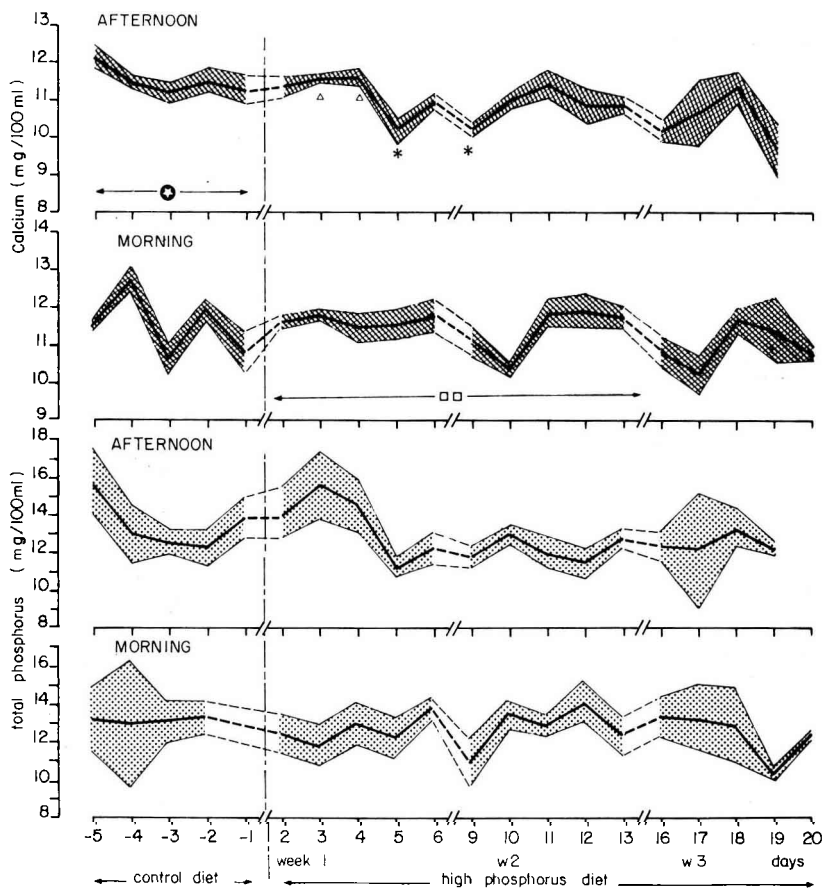 AFTERNOON
13
12
11
10
9
8
Calcium (mg/100 ml)
MORNING
14
13
12
11
10
9
AFTERNOON
18
16
14
12
10
8
total phosphorus (mg/100ml)
MORNING
16
14
12
10
8
-5 -4 -3 -2 -1 2 3 4 5 6 9 10 11 12 13 16 17 18 19 20
week 1 w2 w3 days
control diet high phosphorus diet